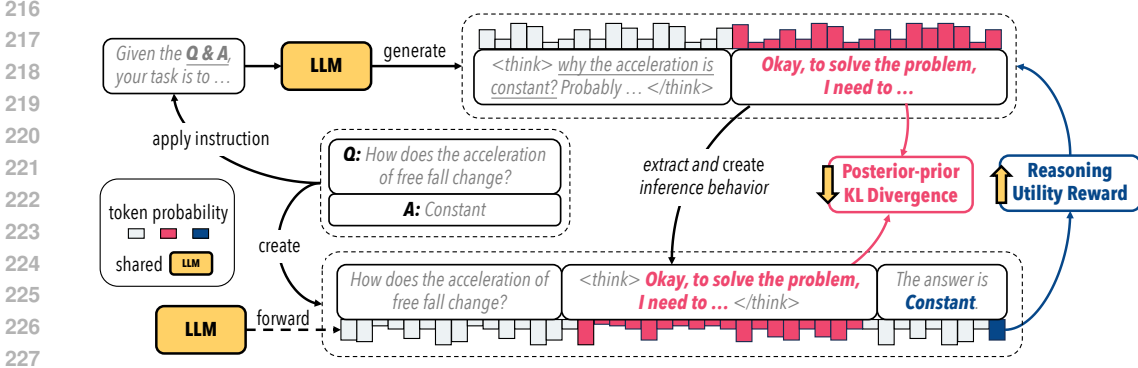 216
217
218
219
220
221
222
223
224
225
226
227
Given the Q & A,
your task is to ...
LLM
generate
<think> why the acceleration is
constant? Probably ... </think>
Okay, to solve the problem,
I need to ...
apply instruction
Q: How does the acceleration
of free fall change?
A: Constant
extract and create
inference behavior
Posterior-prior
KL Divergence
Reasoning
Utility Reward
token probability
shared LLM
create
How does the acceleration of
free fall change?
<think> Okay, to solve the problem,
I need to ... </think>
The answer is
Constant.
LLM
forward